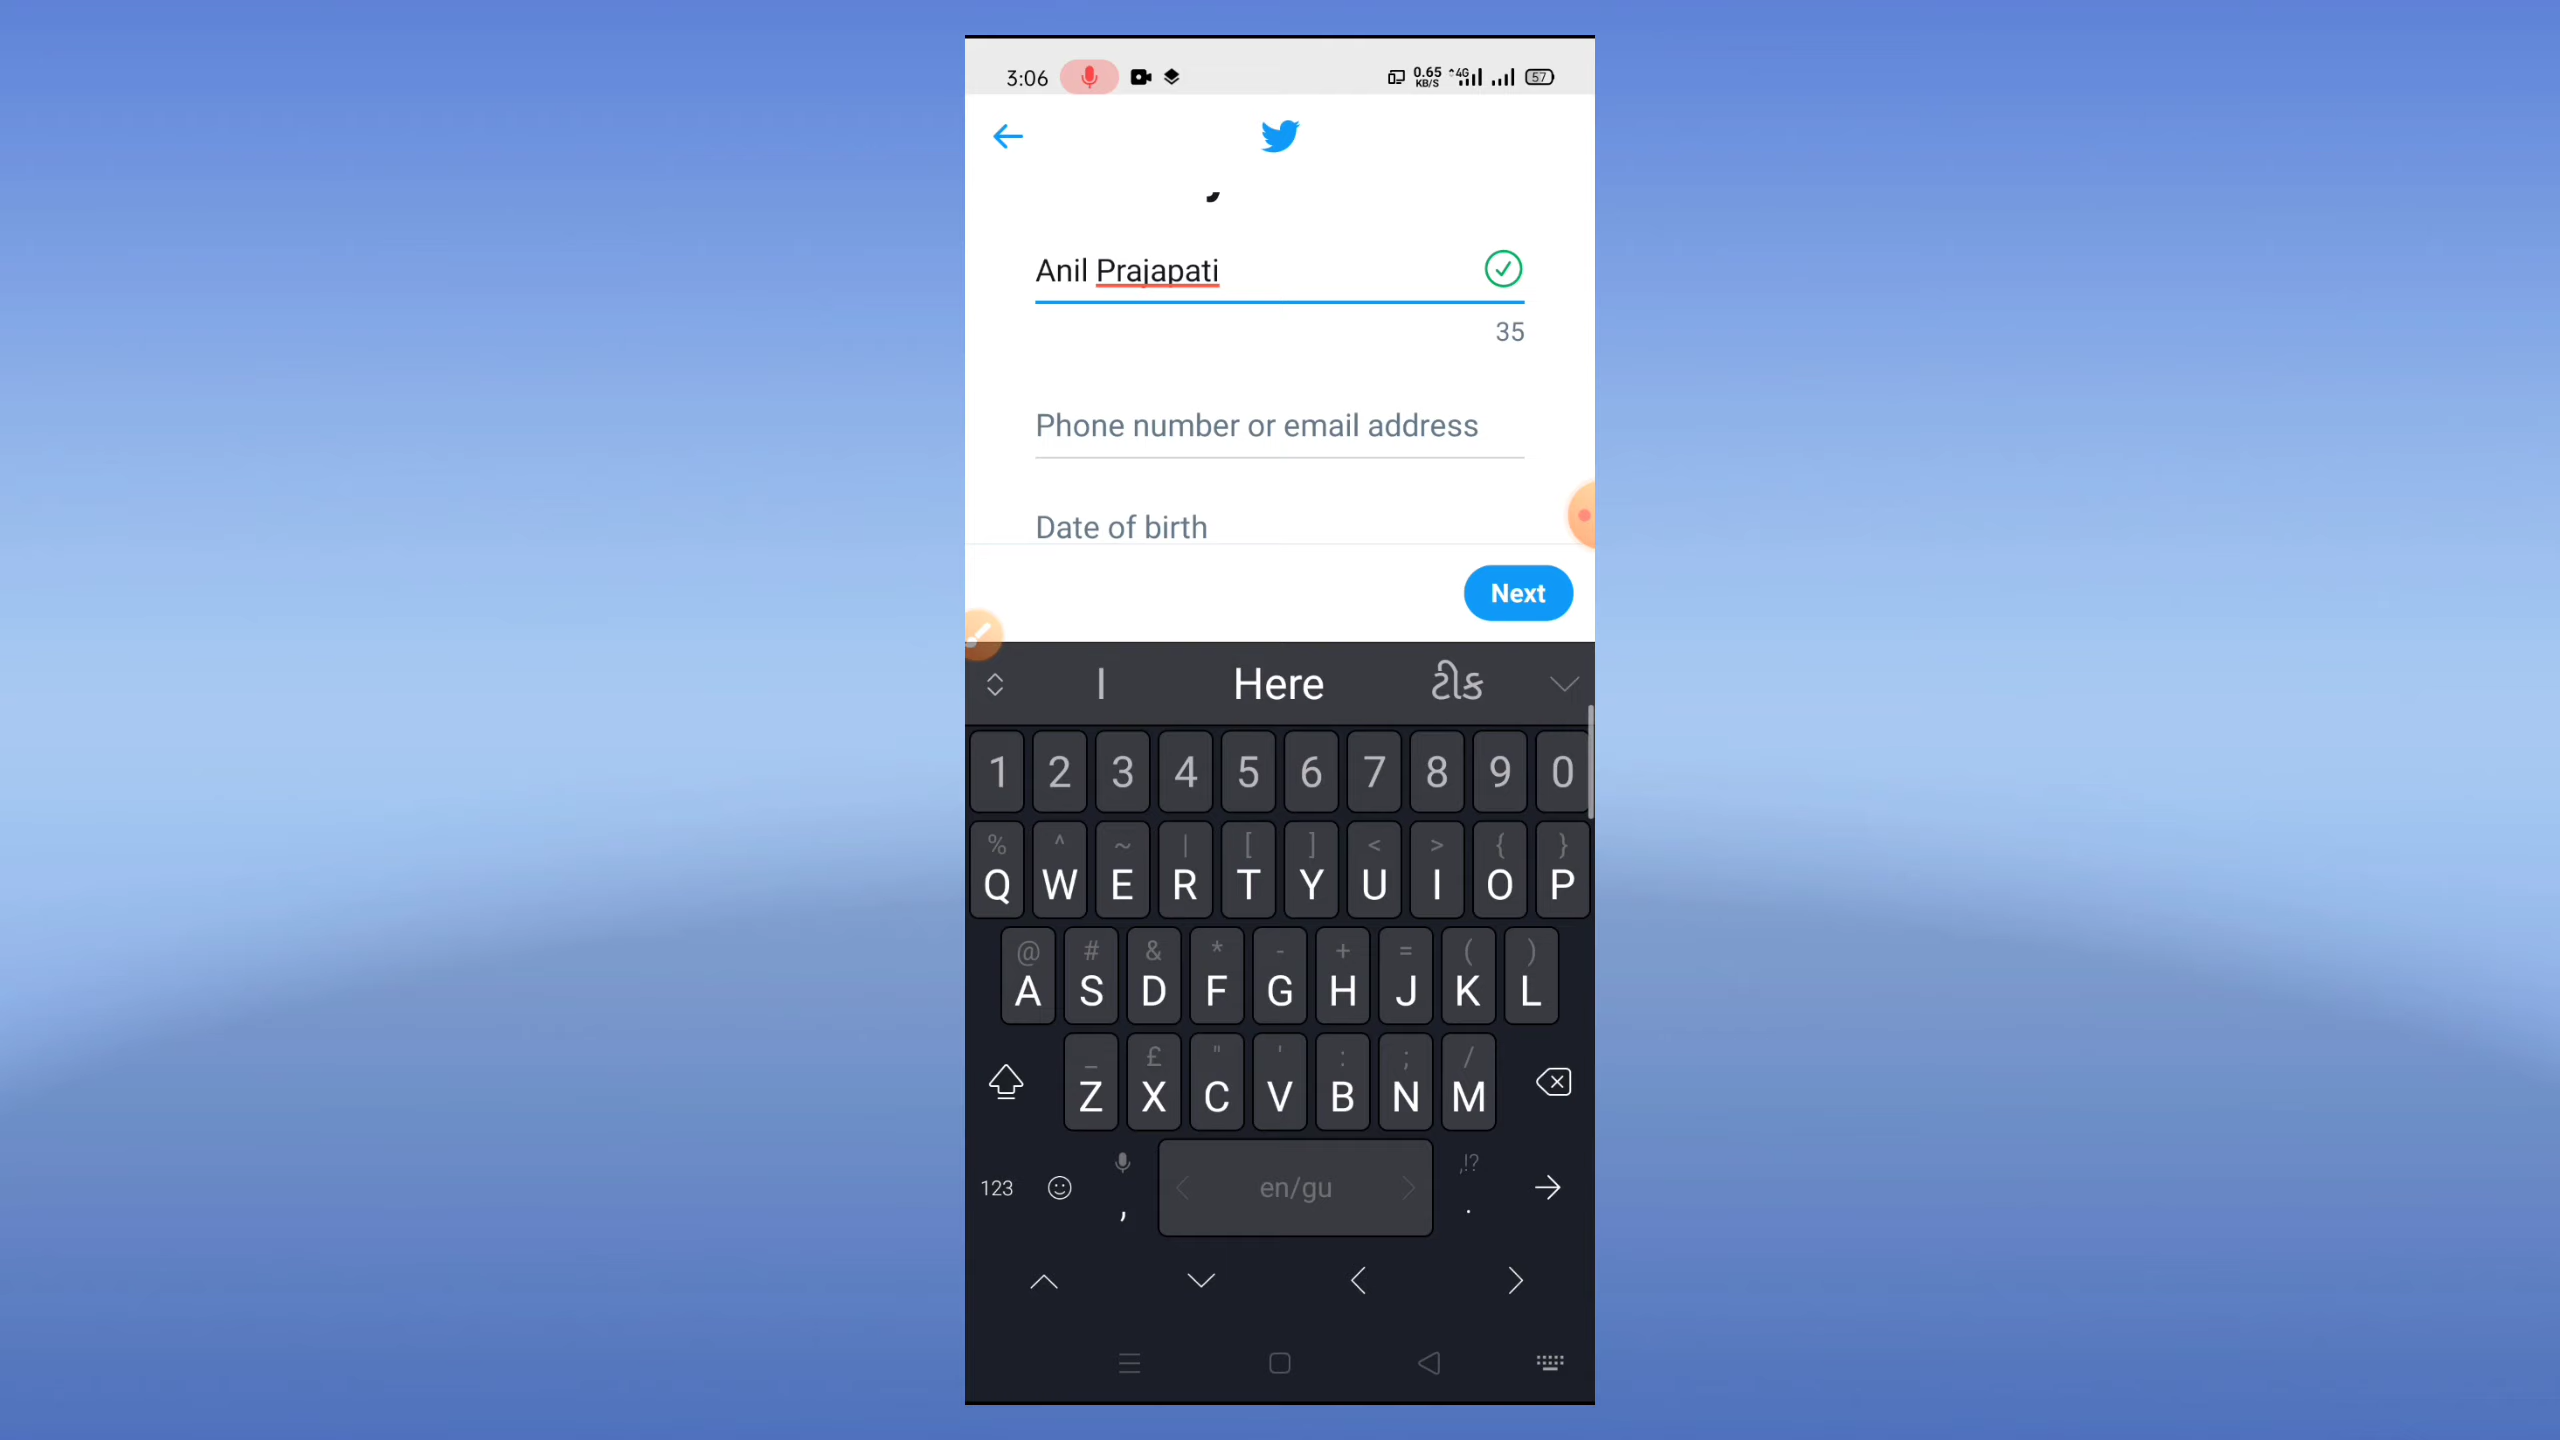 3:06 0.65 KB/S 4G 57
Anil Prajapati
35
Phone number or email address
Date of birth
Next
I Here ટીક
1 2 3 4 5 6 7 8 9 0
% ^ ~ | [ ] < > { }
Q W E R T Y U I O P
@ # & * - + = ( )
A S D F G H J K L
_ £ " ' : ; /
Z X C V B N M
,!?
123 , en/gu .